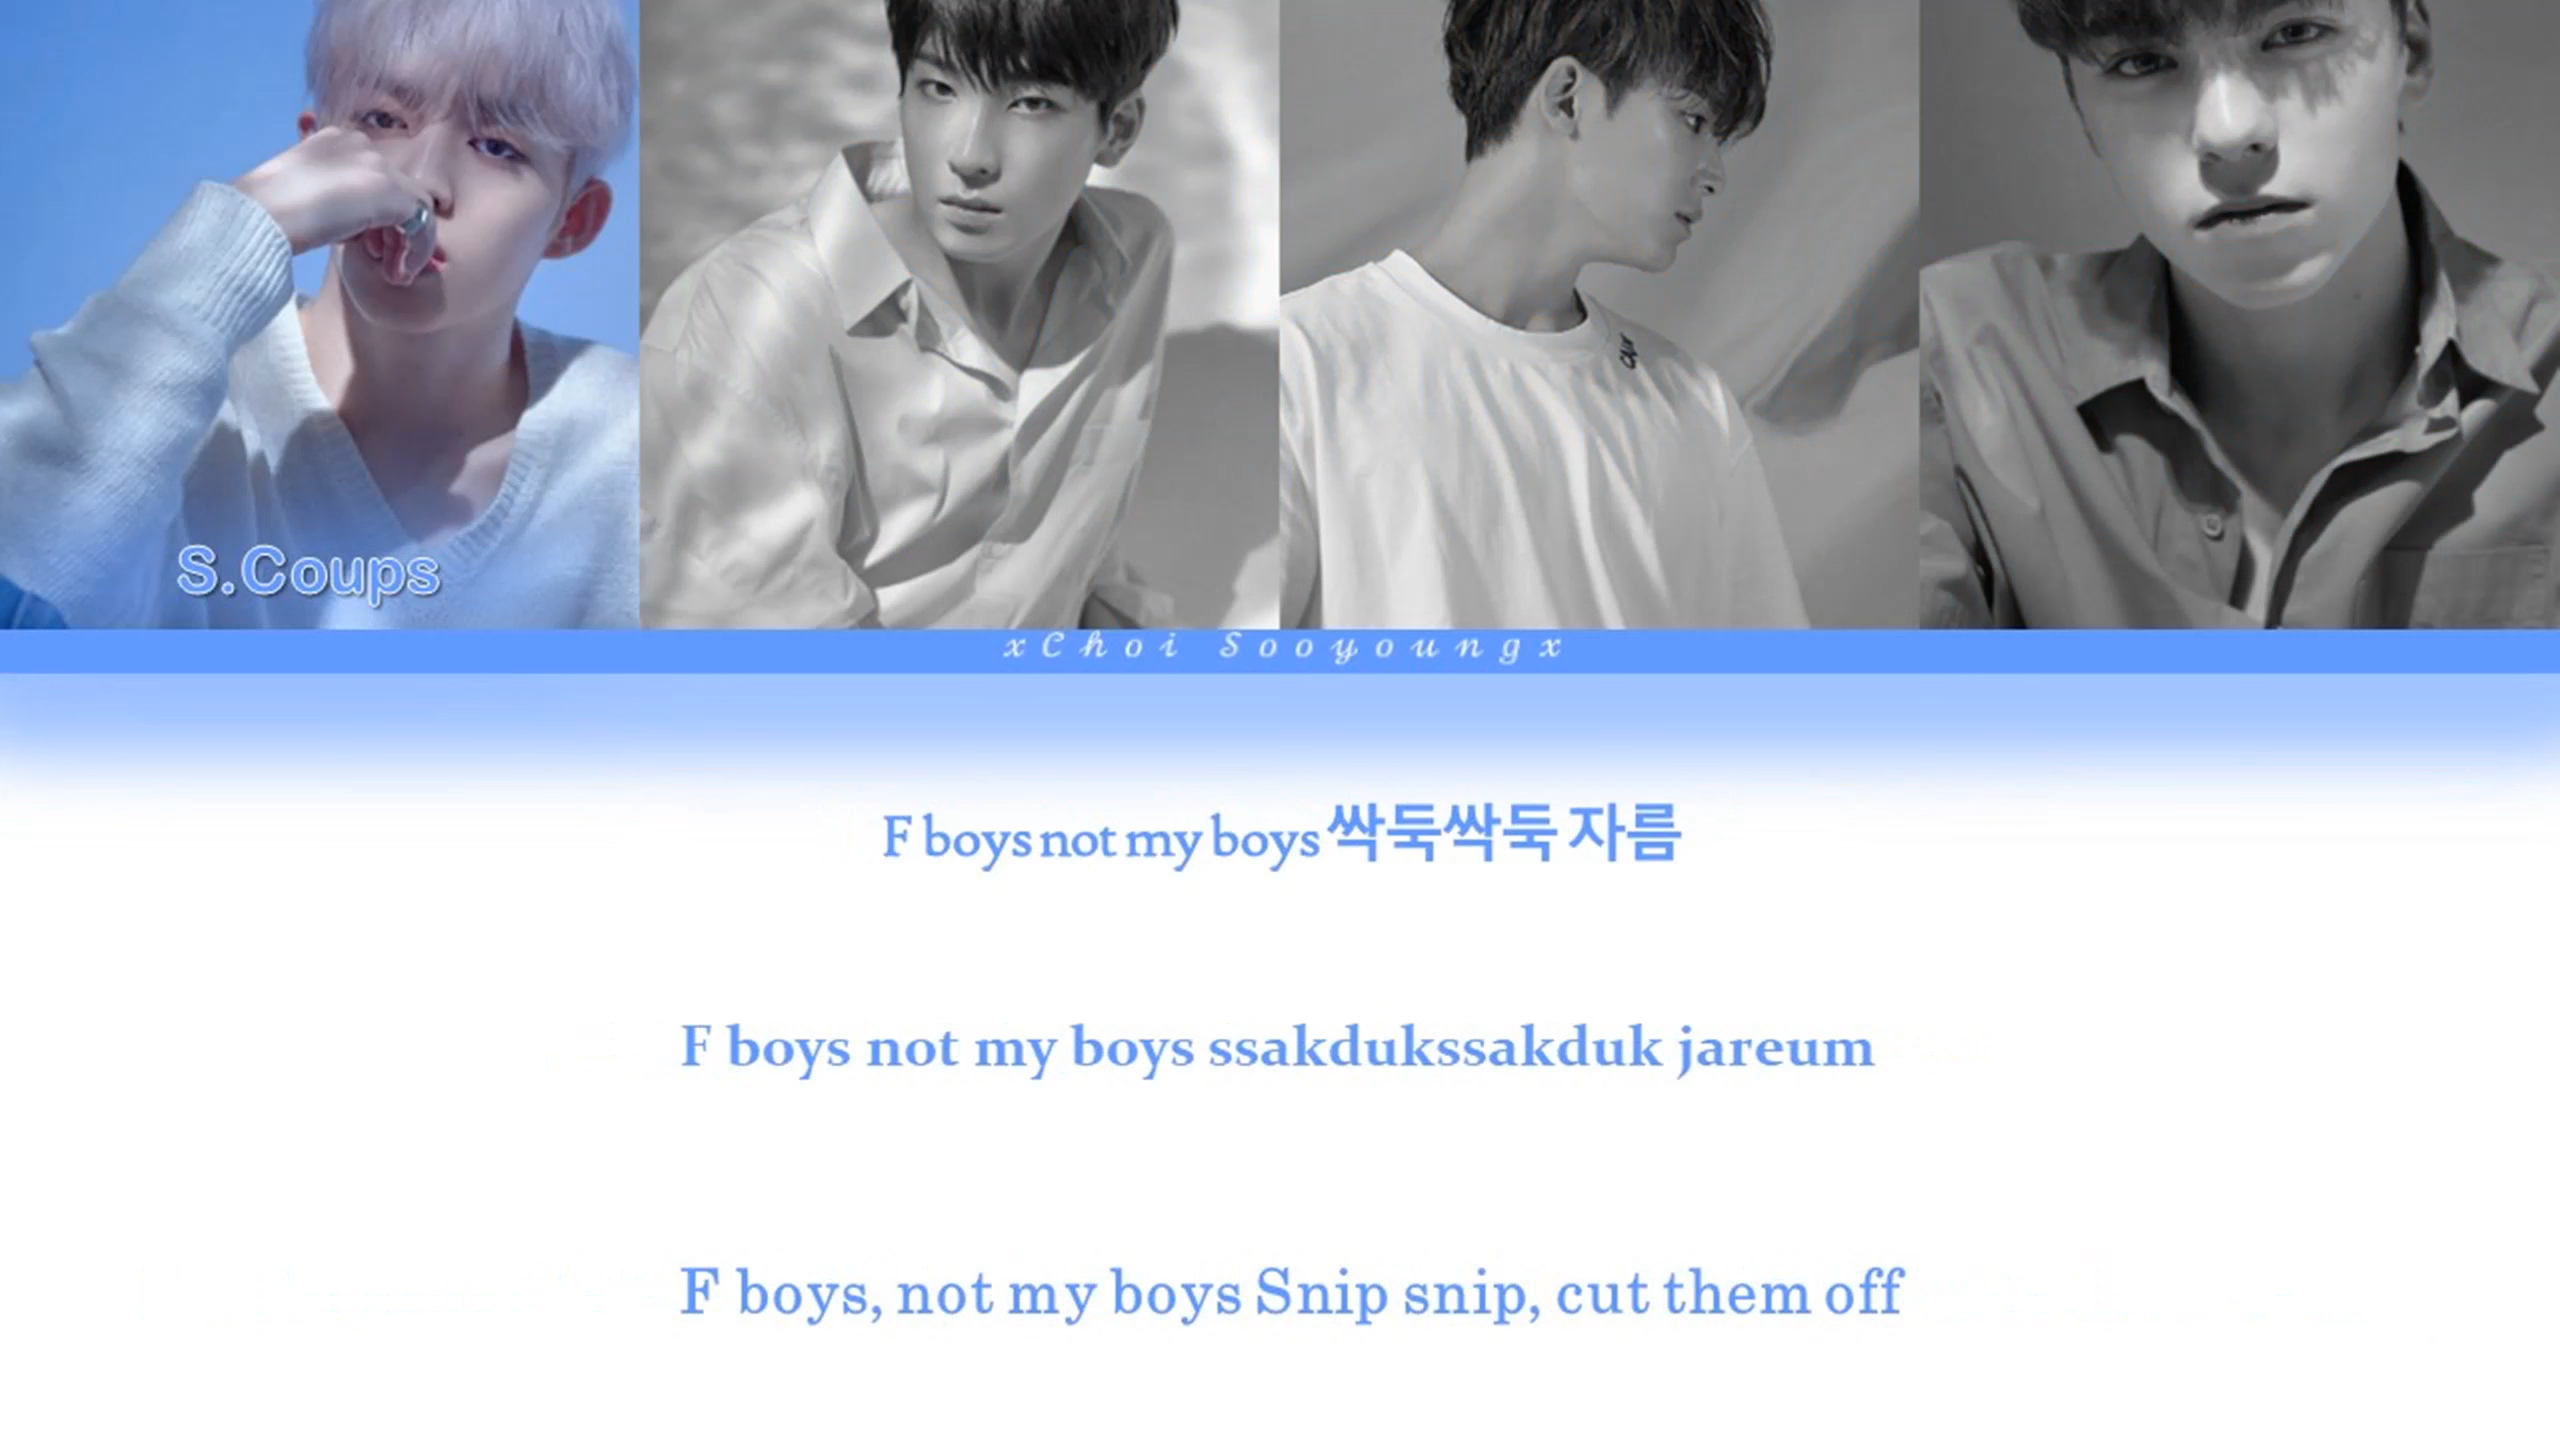 S.Coups
xChoi Sooyoungx
F boys not my boys 싹둑싹둑 자름
F boys not my boys ssakdukssakduk jareum
F boys, not my boys Snip snip, cut them off